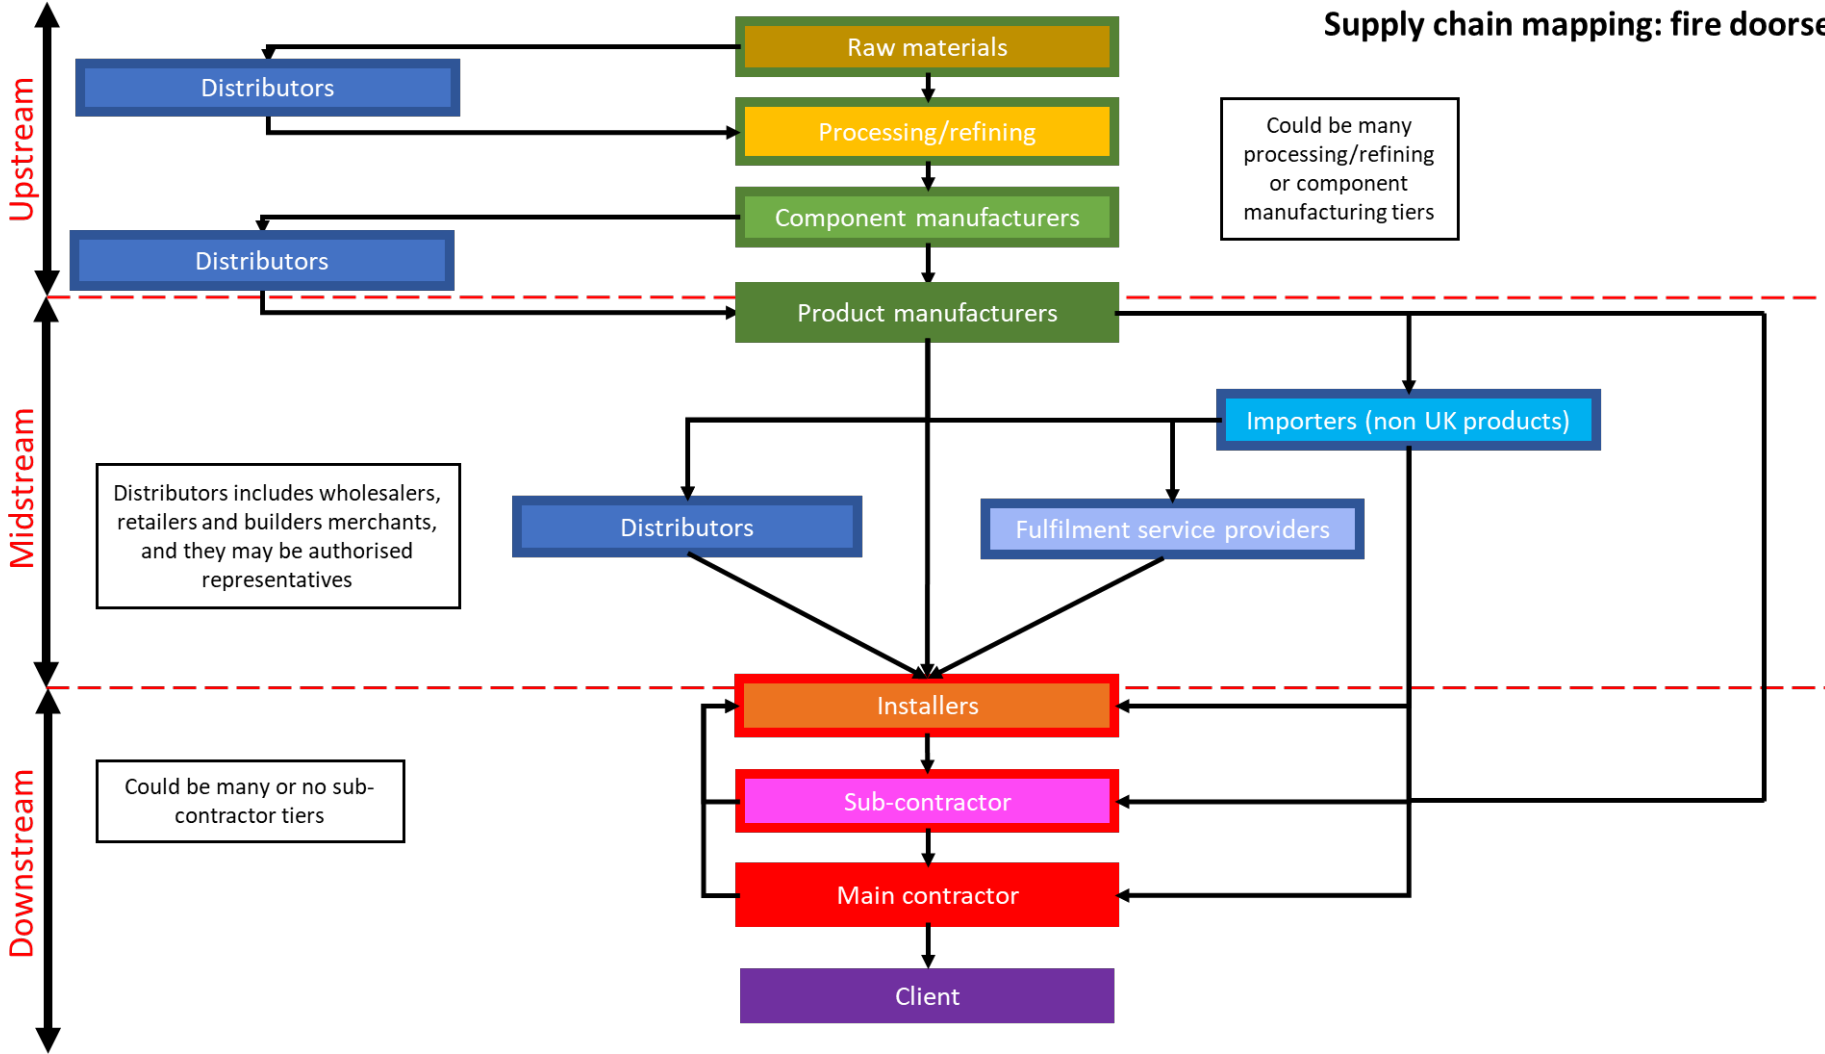 Supply chain mapping: fire doorse
Upstream
Raw materials
Distributors
Processing/refining
Could be many
processing/refining
or component
manufacturing tiers
Component manufacturers
Distributors
Midstream
Product manufacturers
Importers (non UK products)
Distributors includes wholesalers,
retailers and builders merchants,
and they may be authorised
representatives
Distributors
Fulfilment service providers
Downstream
Installers
Could be many or no sub-
contractor tiers
Sub-contractor
Main contractor
Client